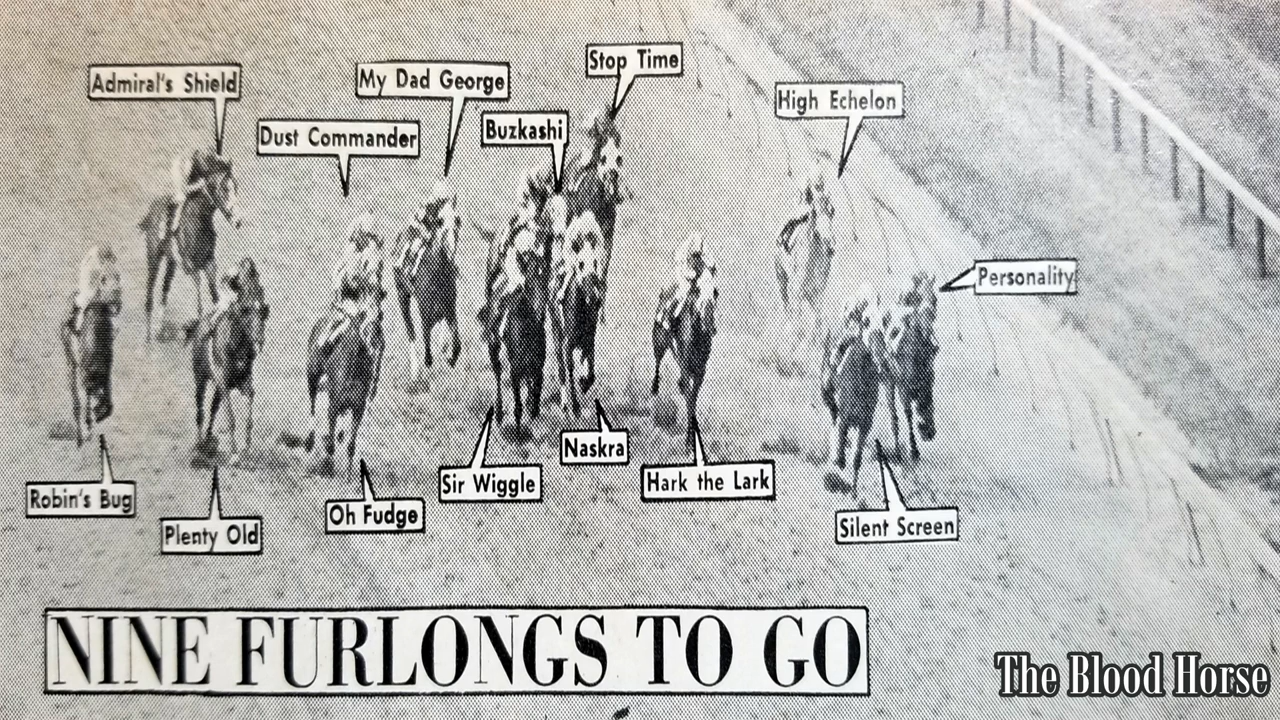 Stop Time
Admiral's Shield
My Dad George
High Echelon
Dust Commander
Buzkashi
Personality
Naskra
Sir Wiggle
Hark the Lark
Robin's Bug
Oh Fudge
Plenty Old
Silent Screen
NINE FURLONGS TO GO
The Blood Horse